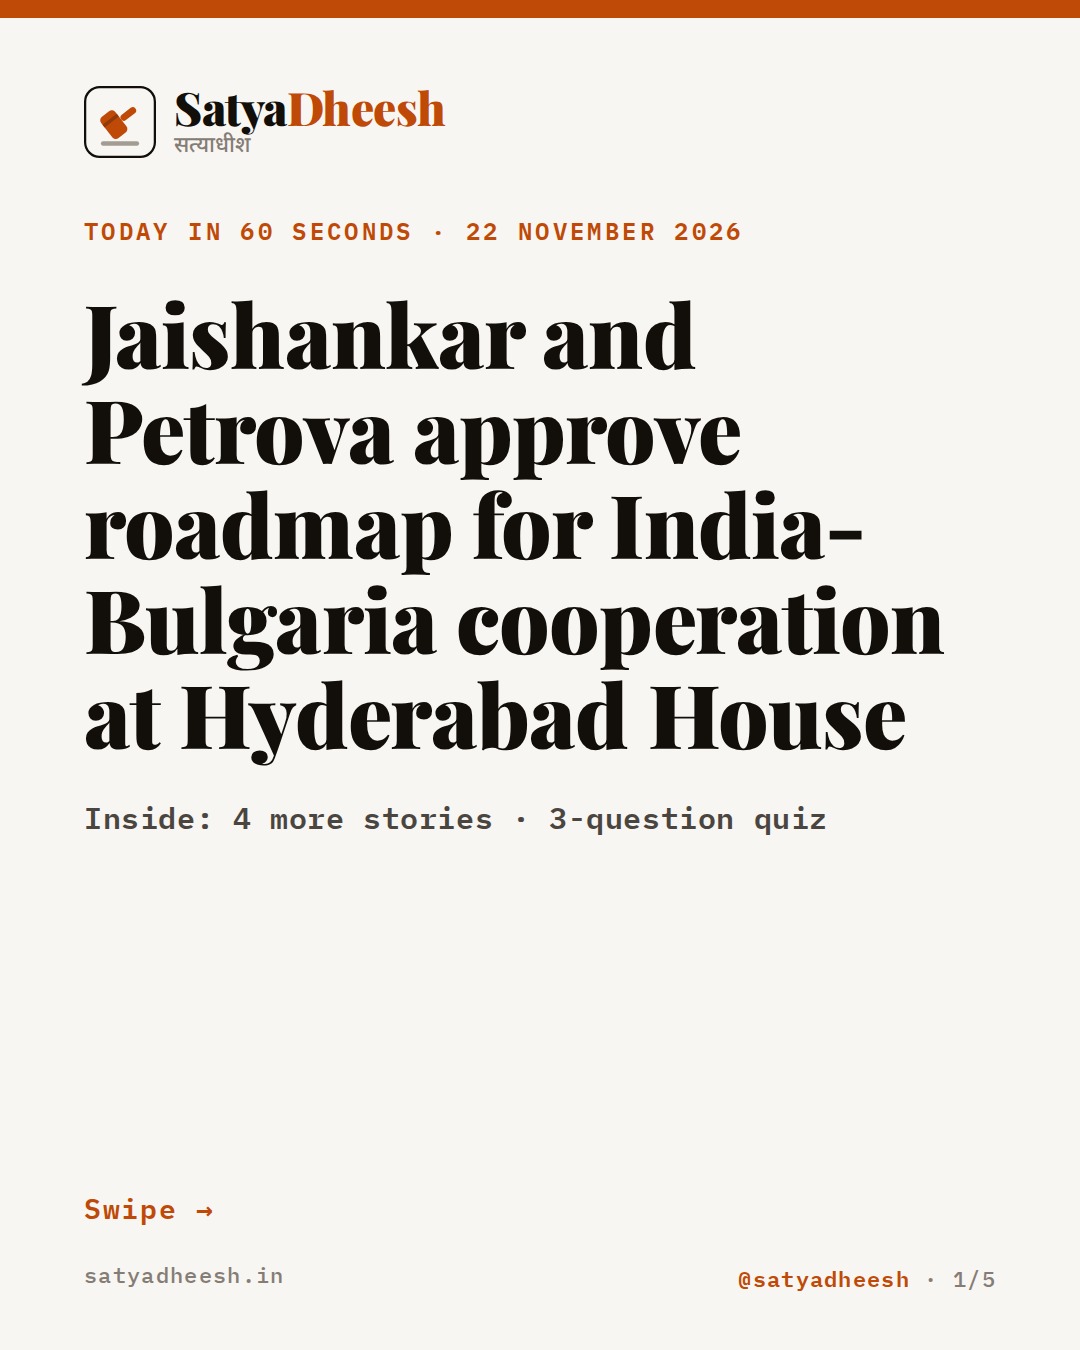 SatyaDheesh
सत्याधीश
TODAY IN 60 SECONDS · 22 NOVEMBER 2026
Jaishankar and
Petrova approve
roadmap for India-
Bulgaria cooperation
at Hyderabad House
Inside: 4 more stories · 3-question quiz
Swipe →
satyadheesh.in
@satyadheesh · 1/5